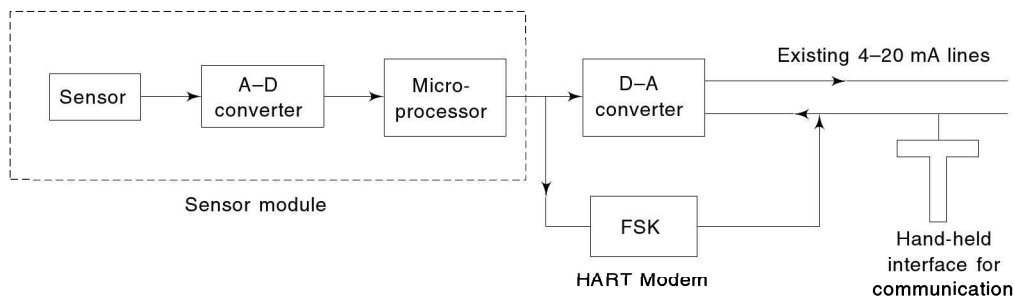 Existing 4–20 mA lines
Sensor
A–D
converter
Micro-
processor
D–A
converter
Sensor module
FSK
HART Modem
Hand-held
interface for
communication